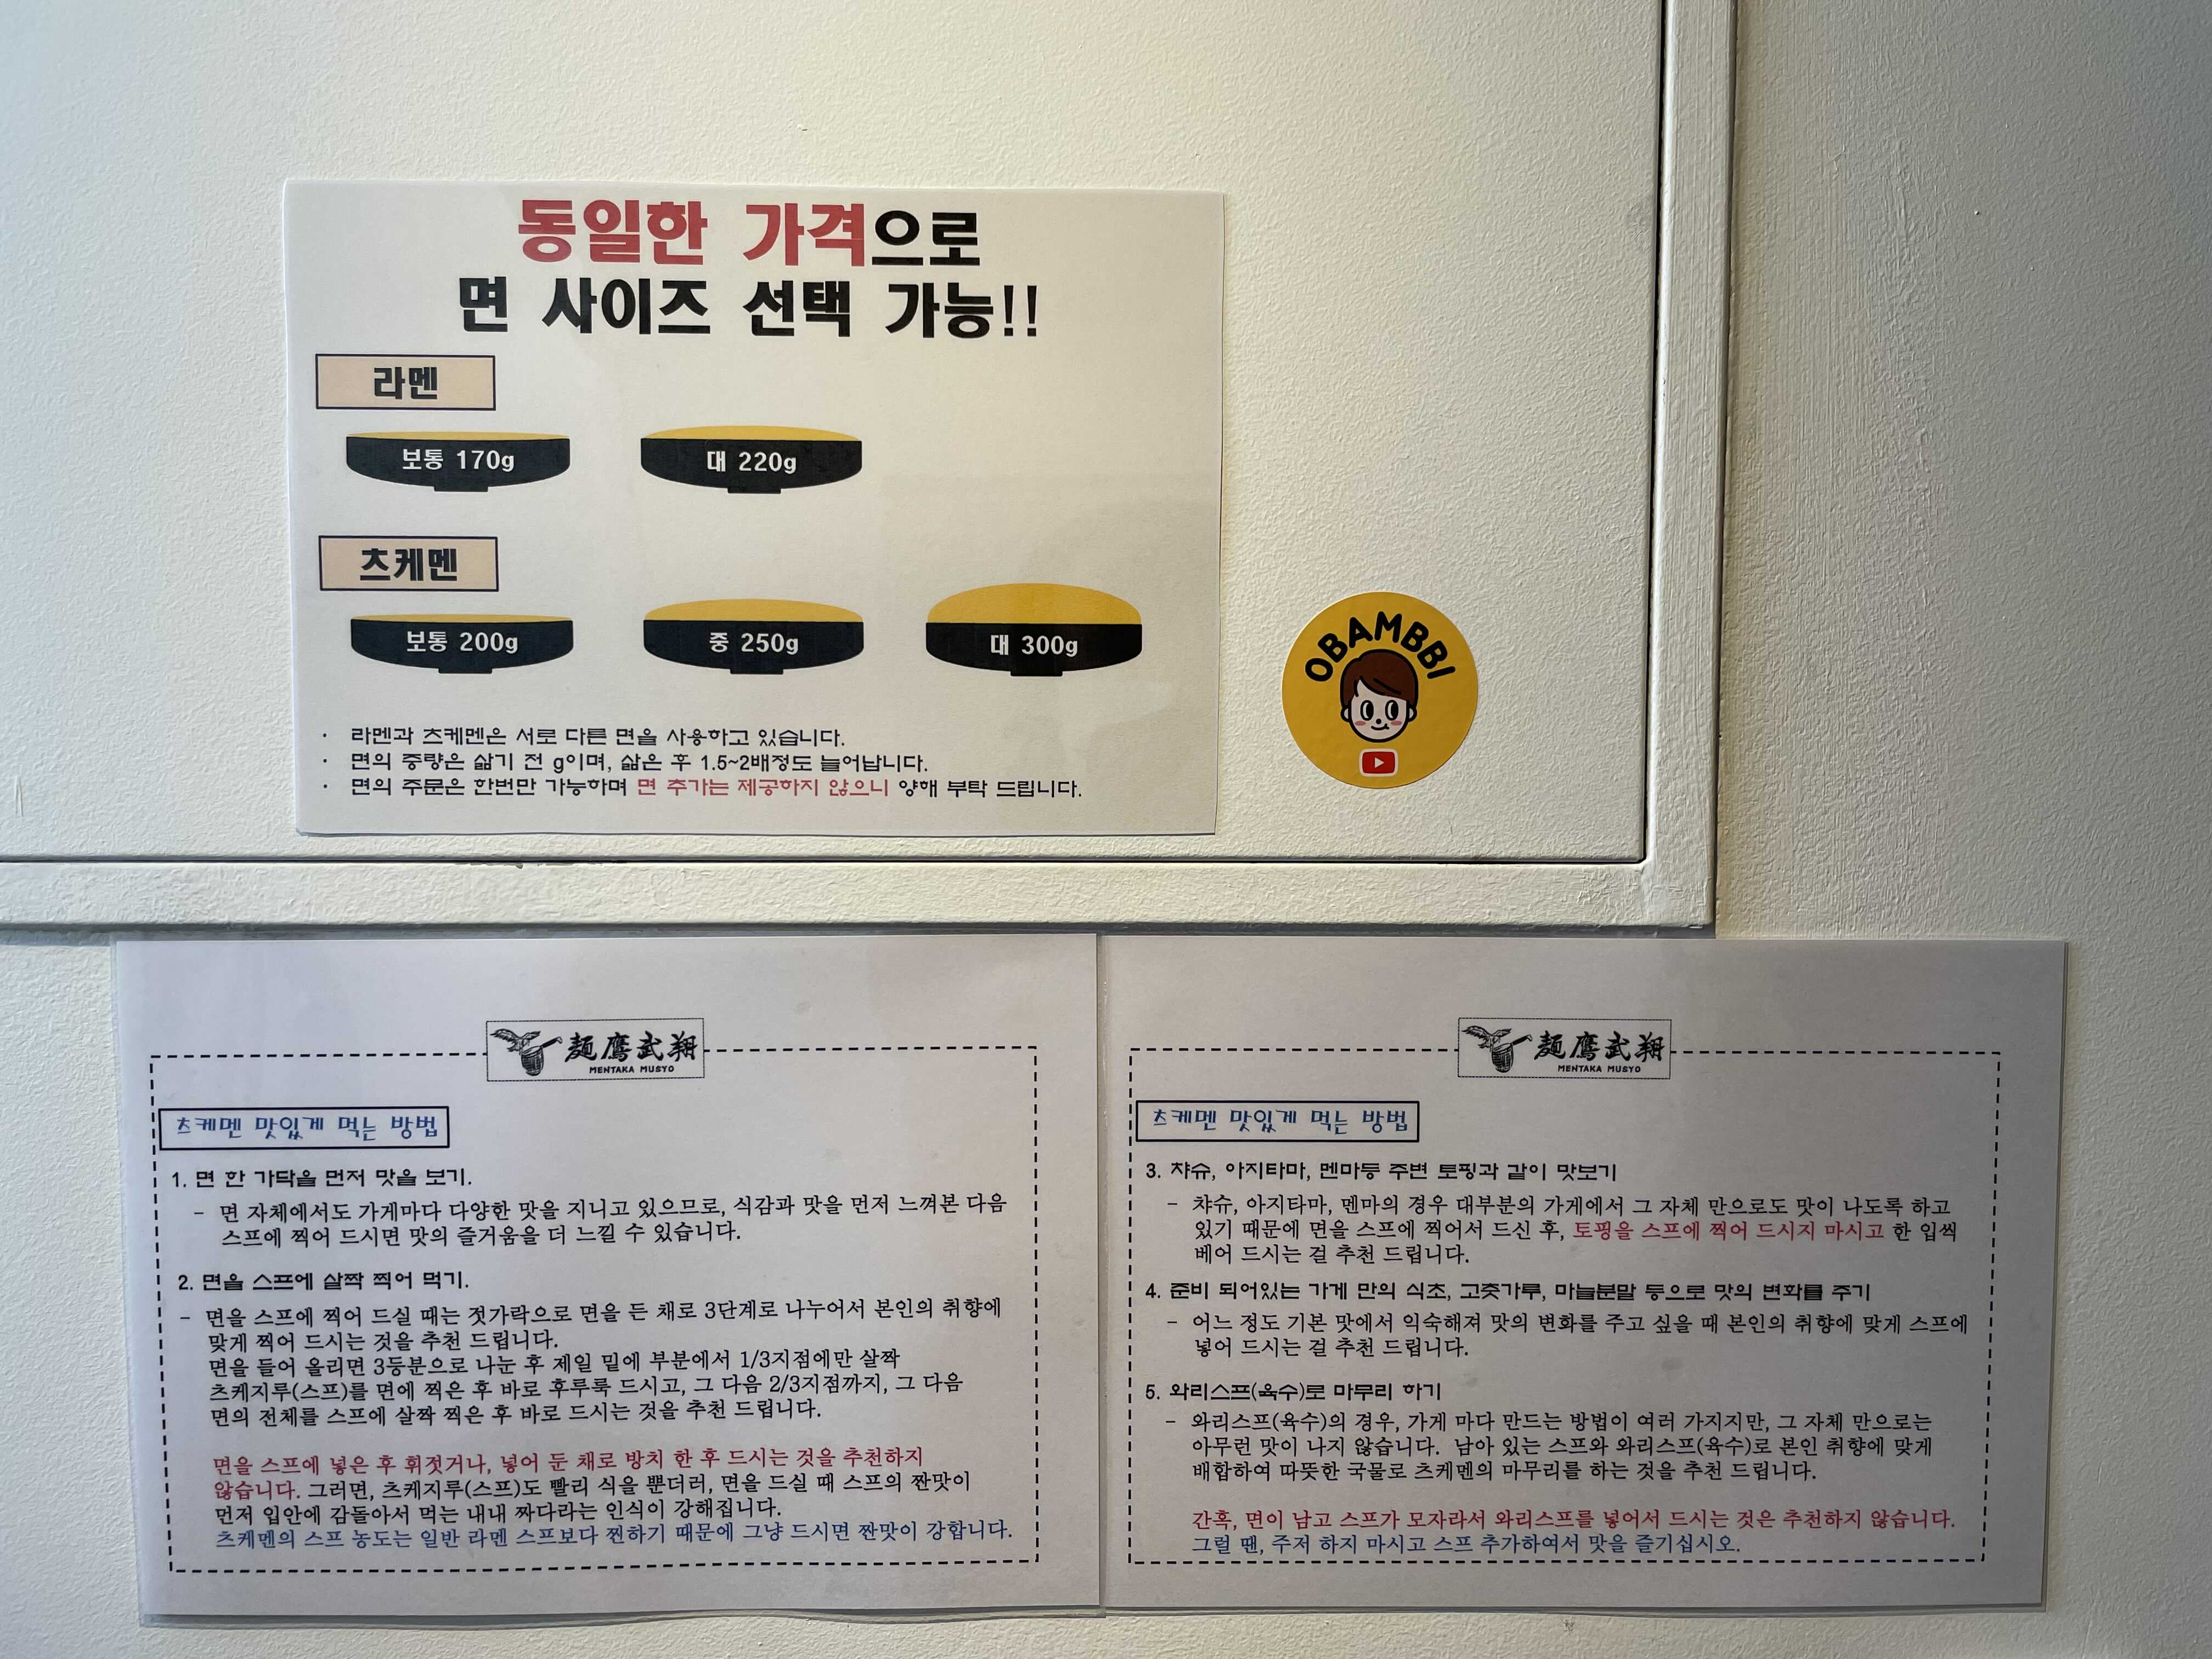 동일한 가격으로
면 사이즈 선택 가능!!
라멘
보통 170g
대 220g
츠케멘
보통 200g
중 250g
대 300g
· 라멘과 츠케멘은 서로 다른 면을 사용하고 있습니다.
· 면의 중량은 삶기 전 g이며, 삶은 후 1.5~2배정도 늘어납니다.
· 면의 주문은 한번만 가능하며 면 추가는 제공하지 않으니 양해 부탁 드립니다.
OBAMBBI
麺鷹武翔
MENTAKA MUSYO
츠케멘 맛있게 먹는 방법
1. 면 한 가닥을 먼저 맛을 보기.
- 면 자체에서도 가게마다 다양한 맛을 지니고 있으므로, 식감과 맛을 먼저 느껴본 다음
스프에 찍어 드시면 맛의 즐거움을 더 느낄 수 있습니다.
2. 면을 스프에 살짝 찍어 먹기.
- 면을 스프에 찍어 드실 때는 젓가락으로 면을 든 채로 3단계로 나누어서 본인의 취향에
맞게 찍어 드시는 것을 추천 드립니다.
면을 들어 올리면 3등분으로 나눈 후 제일 밑에 부분에서 1/3지점에만 살짝
츠케지루(스프)를 면에 찍은 후 바로 후루룩 드시고, 그 다음 2/3지점까지, 그 다음
면의 전체를 스프에 살짝 찍은 후 바로 드시는 것을 추천 드립니다.
면을 스프에 넣은 후 휘젓거나, 넣어 둔 채로 방치 한 후 드시는 것을 추천하지
않습니다. 그러면, 츠케지루(스프)도 빨리 식을 뿐더러, 면을 드실 때 스프의 짠맛이
먼저 입안에 감돌아서 먹는 내내 짜다라는 인식이 강해집니다.
츠케멘의 스프 농도는 일반 라멘 스프보다 찐하기 때문에 그냥 드시면 짠맛이 강합니다.
麺鷹武翔
MENTAKA MUSYO
츠케멘 맛있게 먹는 방법
3. 챠슈, 아지타마, 멘마등 주변 토핑과 같이 맛보기
- 챠슈, 아지타마, 멘마의 경우 대부분의 가게에서 그 자체 만으로도 맛이 나도록 하고
있기 때문에 면을 스프에 찍어서 드신 후, 토핑을 스프에 찍어 드시지 마시고 한 입씩
베어 드시는 걸 추천 드립니다.
4. 준비 되어있는 가게 만의 식초, 고춧가루, 마늘분말 등으로 맛의 변화를 주기
- 어느 정도 기본 맛에서 익숙해져 맛의 변화를 주고 싶을 때 본인의 취향에 맞게 스프에
넣어 드시는 걸 추천 드립니다.
5. 와리스프(육수)로 마무리 하기
- 와리스프(육수)의 경우, 가게 마다 만드는 방법이 여러 가지지만, 그 자체 만으로는
아무런 맛이 나지 않습니다. 남아 있는 스프와 와리스프(육수)로 본인 취향에 맞게
배합하여 따뜻한 국물로 츠케멘의 마무리를 하는 것을 추천 드립니다.
간혹, 면이 남고 스프가 모자라서 와리스프를 넣어서 드시는 것은 추천하지 않습니다.
그럴 땐, 주저 하지 마시고 스프 추가하여서 맛을 즐기십시오.